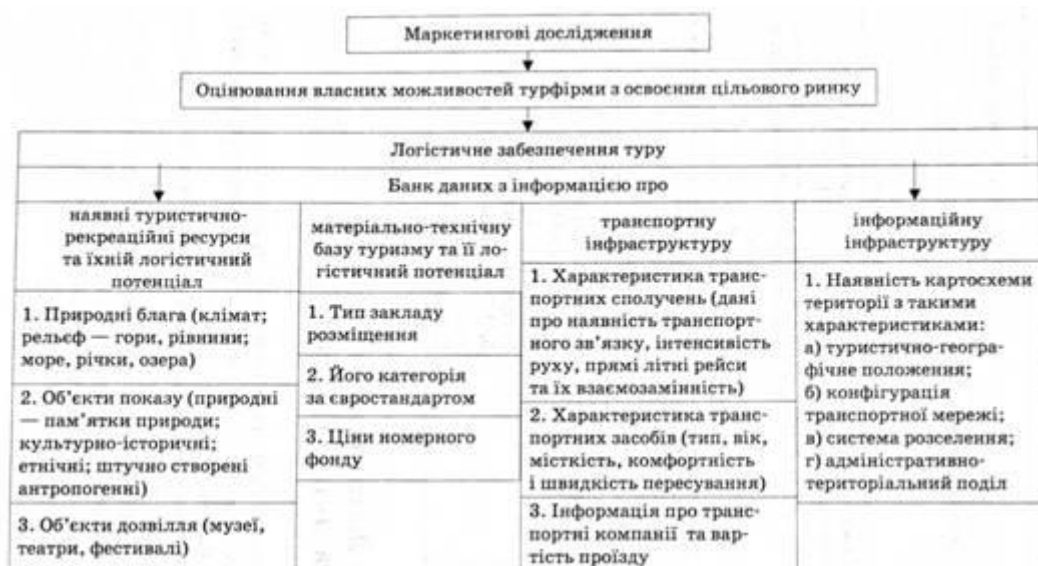 Маркетингові дослідження
Оцінювання власних можливостей турфірми з освоєння цільового ринку
Логістичне забезпечення туру
Банк даних з інформацією про
наявні туристично-
рекреаційні ресурси
та їхній логістичний
потенціал
1. Природні блага (клімат;
рельєф — гори, рівнини;
море, річки, озера)
2. Об'єкти показу (природні
— пам'ятки природи;
культурно-історичні;
етнічні; штучно створені
антропогенні)
3. Об'єкти дозвілля (музеї,
театри, фестивалі)
матеріально-технічну
базу туризму та її ло-
гістичний потенціал
1. Тип закладу
розміщення
2. Його категорія
за євростандартом
3. Ціни номерного
фонду
транспортну
інфраструктуру
1. Характеристика транс-
портних сполучень (дані
про наявність транспорт-
ного зв'язку, інтенсивість
руху, прямі літні рейси
та їх взаємозамінність)
2. Характеристика транс-
портних засобів (тип, вік,
місткість, комфортність
і швидкість пересування)
3. Інформація про транс-
портні компанії та вар-
тість проїзду
інформаційну
інфраструктуру
1. Наявність картосхеми
території з такими
характеристиками:
а) туристично-геогра-
фічне положення;
б) конфігурація
транспортної мережі;
в) система розселення;
г) адміністративно-
територіальний поділ